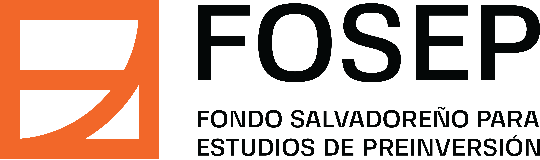 FOSEP
FONDO SALVADOREÑO PARA
ESTUDIOS DE PREINVERSIÓN